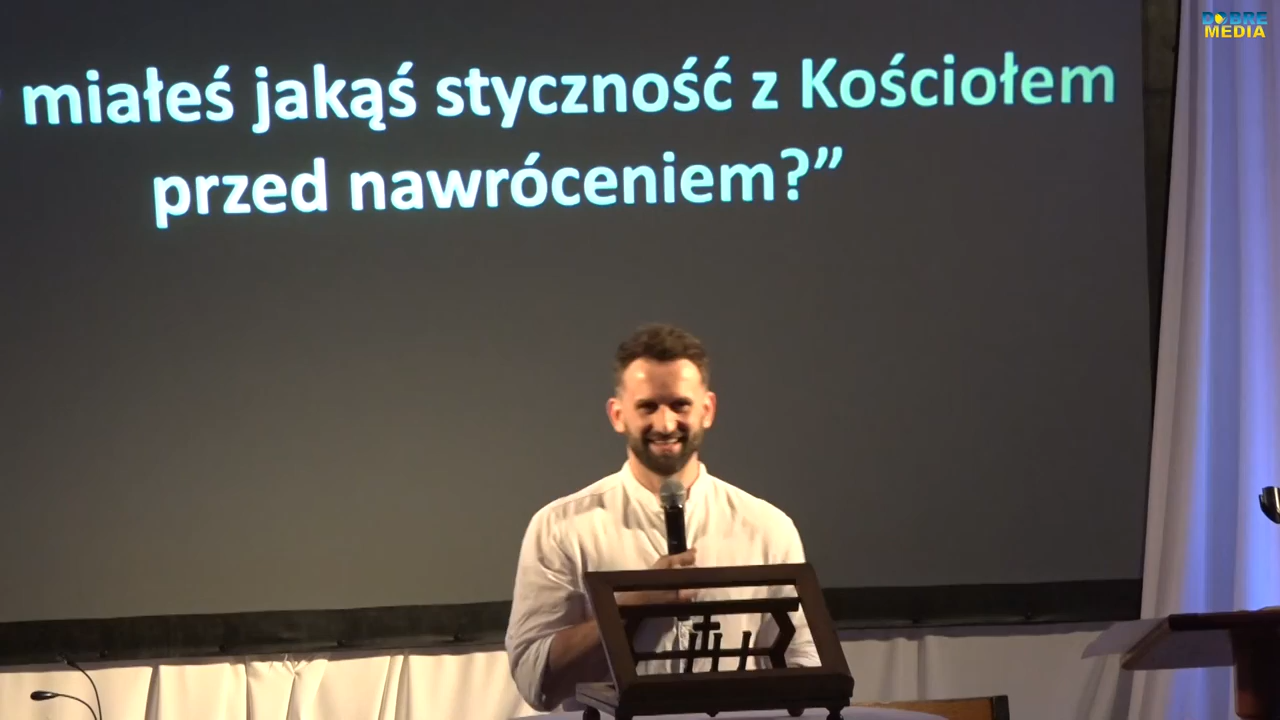 miałeś jakąś styczność z Kościołem
przed nawróceniem?”
DOBRE
MEDIA